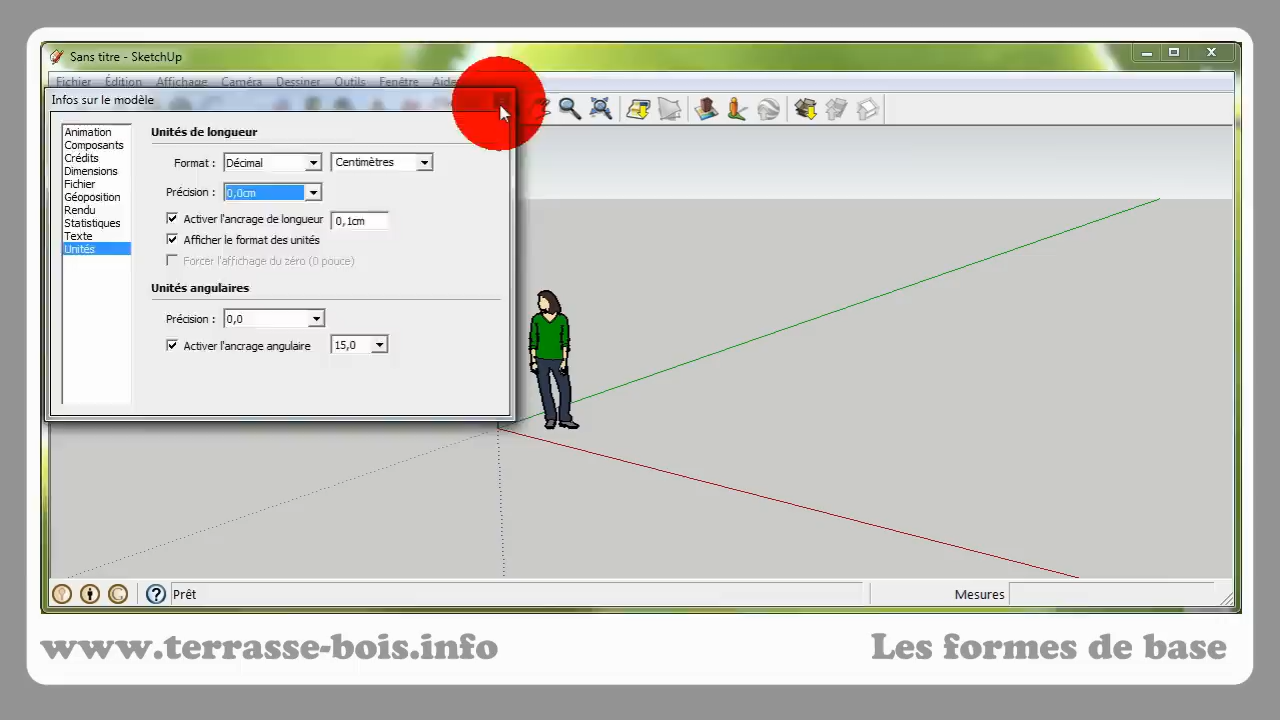 Sans titre - SketchUp
Fichier Édition Affichage Caméra Dessiner Outils Fenêtre Aide
Infos sur le modèle
Animation
Composants
Crédits
Dimensions
Fichier
Géoposition
Rendu
Statistiques
Texte
Unités
Unités de longueur
Format : Décimal Centimètres
Précision : 0,0cm
Activer l'ancrage de longueur 0,1cm
Afficher le format des unités
Forcer l'affichage du zéro (0 pouce)
Unités angulaires
Précision : 0,0
Activer l'ancrage angulaire 15,0
Prêt
Mesures
www.terrasse-bois.info
Les formes de base